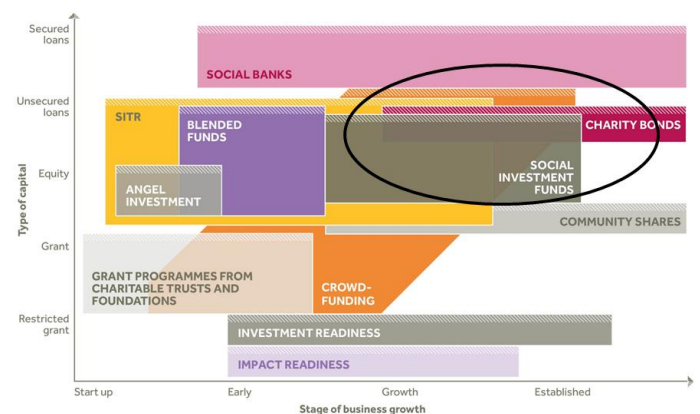 Secured
loans
SOCIAL BANKS
Unsecured
loans
SITR
BLENDED
FUNDS
CHARITY BONDS
Equity
SOCIAL
INVESTMENT
FUNDS
ANGEL
INVESTMENT
COMMUNITY SHARES
Type of capital
Grant
GRANT PROGRAMMES FROM
CHARITABLE TRUSTS AND
FOUNDATIONS
CROWD-
FUNDING
Restricted
grant
INVESTMENT READINESS
IMPACT READINESS
Start up
Early
Growth
Established
Stage of business growth